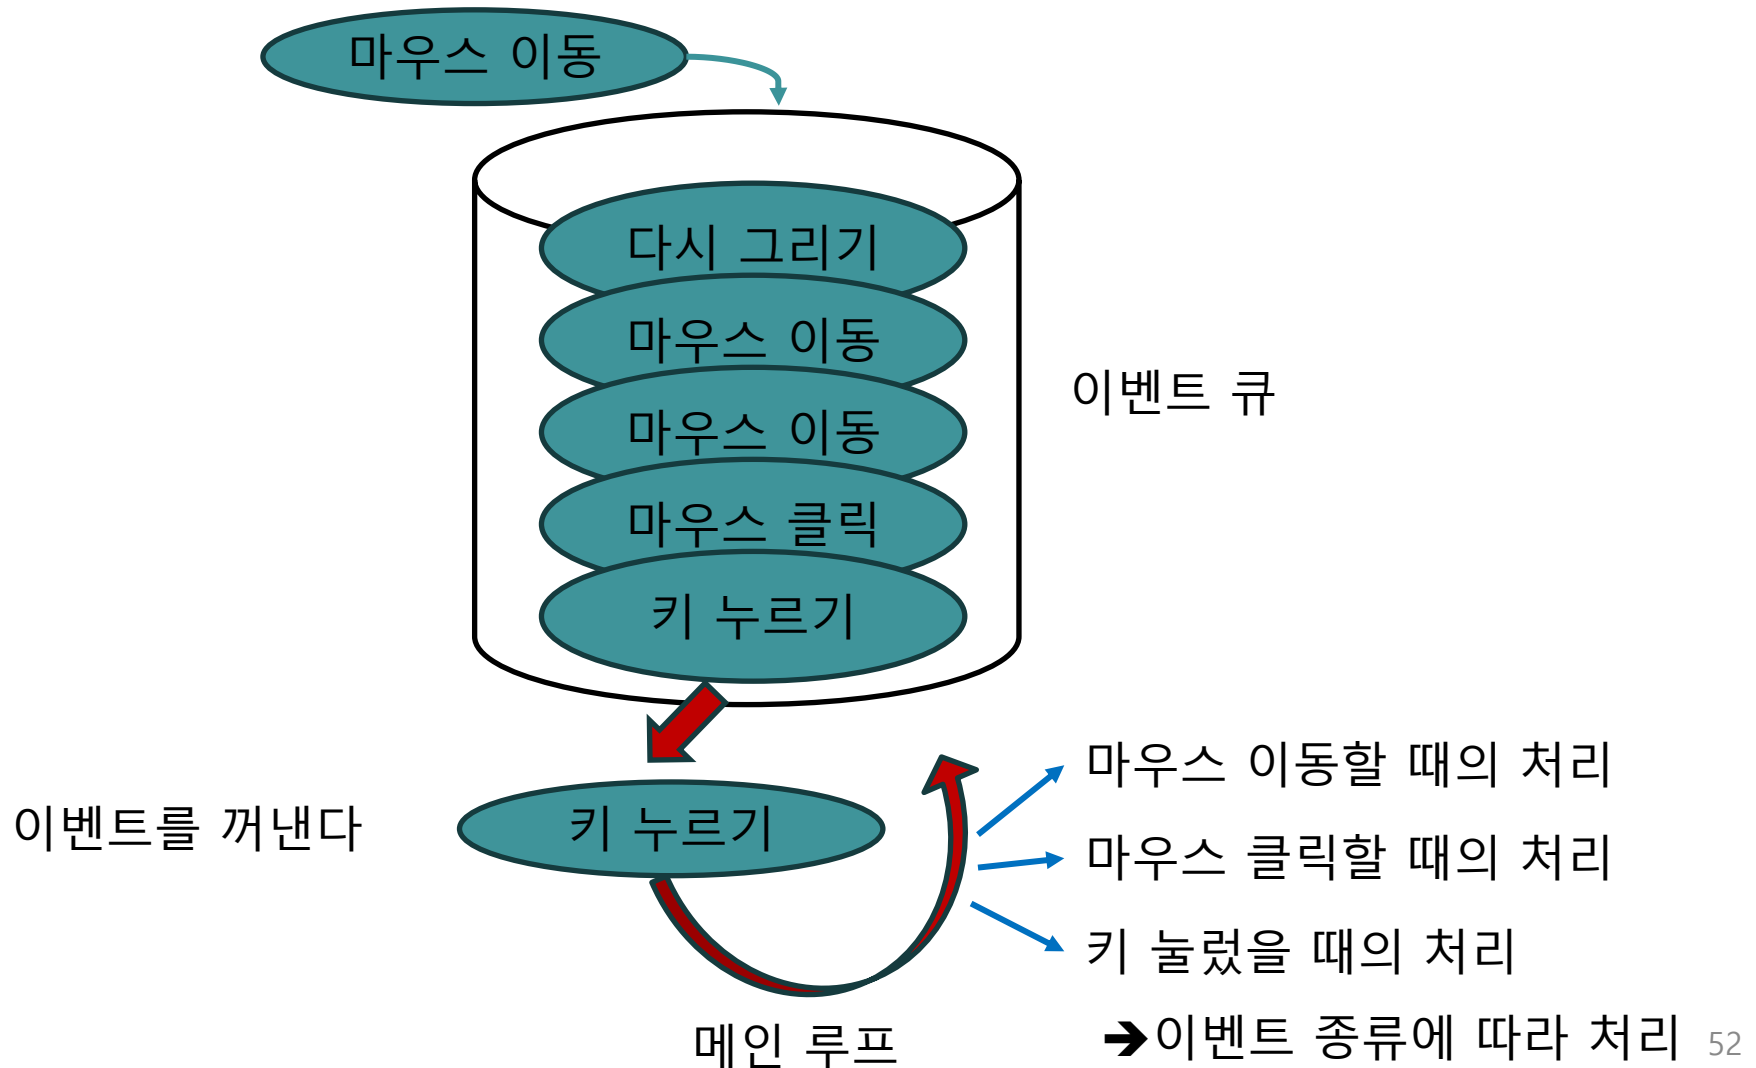 마우스 이동
다시 그리기
마우스 이동
마우스 이동
마우스 클릭
키 누르기
이벤트 큐
이벤트를 꺼낸다
키 누르기
마우스 이동할 때의 처리
마우스 클릭할 때의 처리
키 눌렀을 때의 처리
메인 루프
➔이벤트 종류에 따라 처리
52